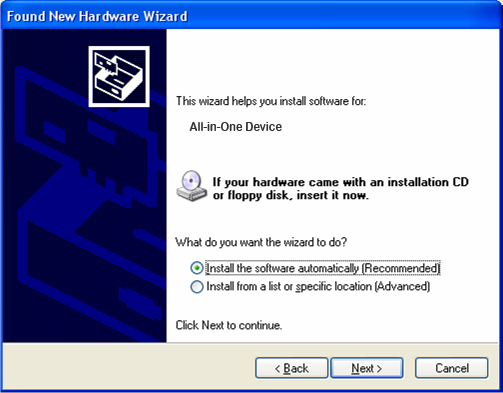 Found New Hardware Wizard
This wizard helps you install software for:
All-in-One Device
If your hardware came with an installation CD
or floppy disk, insert it now.
What do you want the wizard to do?
Install the software automatically (Recommended)
Install from a list or specific location (Advanced)
Click Next to continue.
< Back Next > Cancel